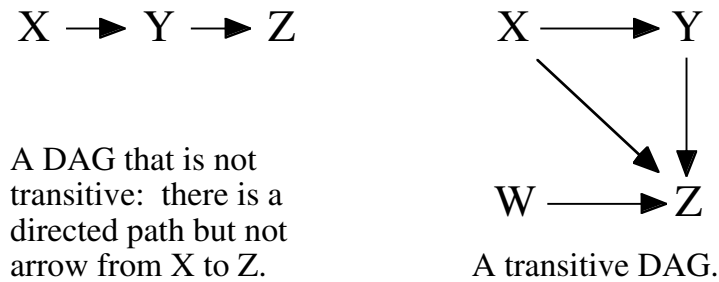 X Y Z
A DAG that is not
transitive: there is a
directed path but not
arrow from X to Z.
X Y
W Z
A transitive DAG.